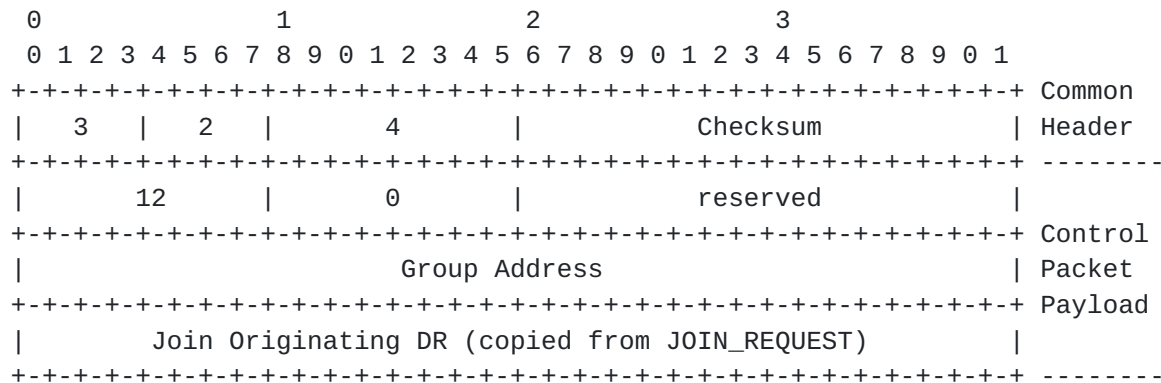 0                   1                   2                   3
 0 1 2 3 4 5 6 7 8 9 0 1 2 3 4 5 6 7 8 9 0 1 2 3 4 5 6 7 8 9 0 1
+-+-+-+-+-+-+-+-+-+-+-+-+-+-+-+-+-+-+-+-+-+-+-+-+-+-+-+-+-+-+-+-+ Common
|   3   |   2   |       4       |           Checksum            | Header
+-+-+-+-+-+-+-+-+-+-+-+-+-+-+-+-+-+-+-+-+-+-+-+-+-+-+-+-+-+-+-+-+ --------
|       12      |       0       |           reserved            |
+-+-+-+-+-+-+-+-+-+-+-+-+-+-+-+-+-+-+-+-+-+-+-+-+-+-+-+-+-+-+-+-+ Control
|                        Group Address                          | Packet
+-+-+-+-+-+-+-+-+-+-+-+-+-+-+-+-+-+-+-+-+-+-+-+-+-+-+-+-+-+-+-+-+ Payload
|        Join Originating DR (copied from JOIN_REQUEST)         |
+-+-+-+-+-+-+-+-+-+-+-+-+-+-+-+-+-+-+-+-+-+-+-+-+-+-+-+-+-+-+-+-+ --------